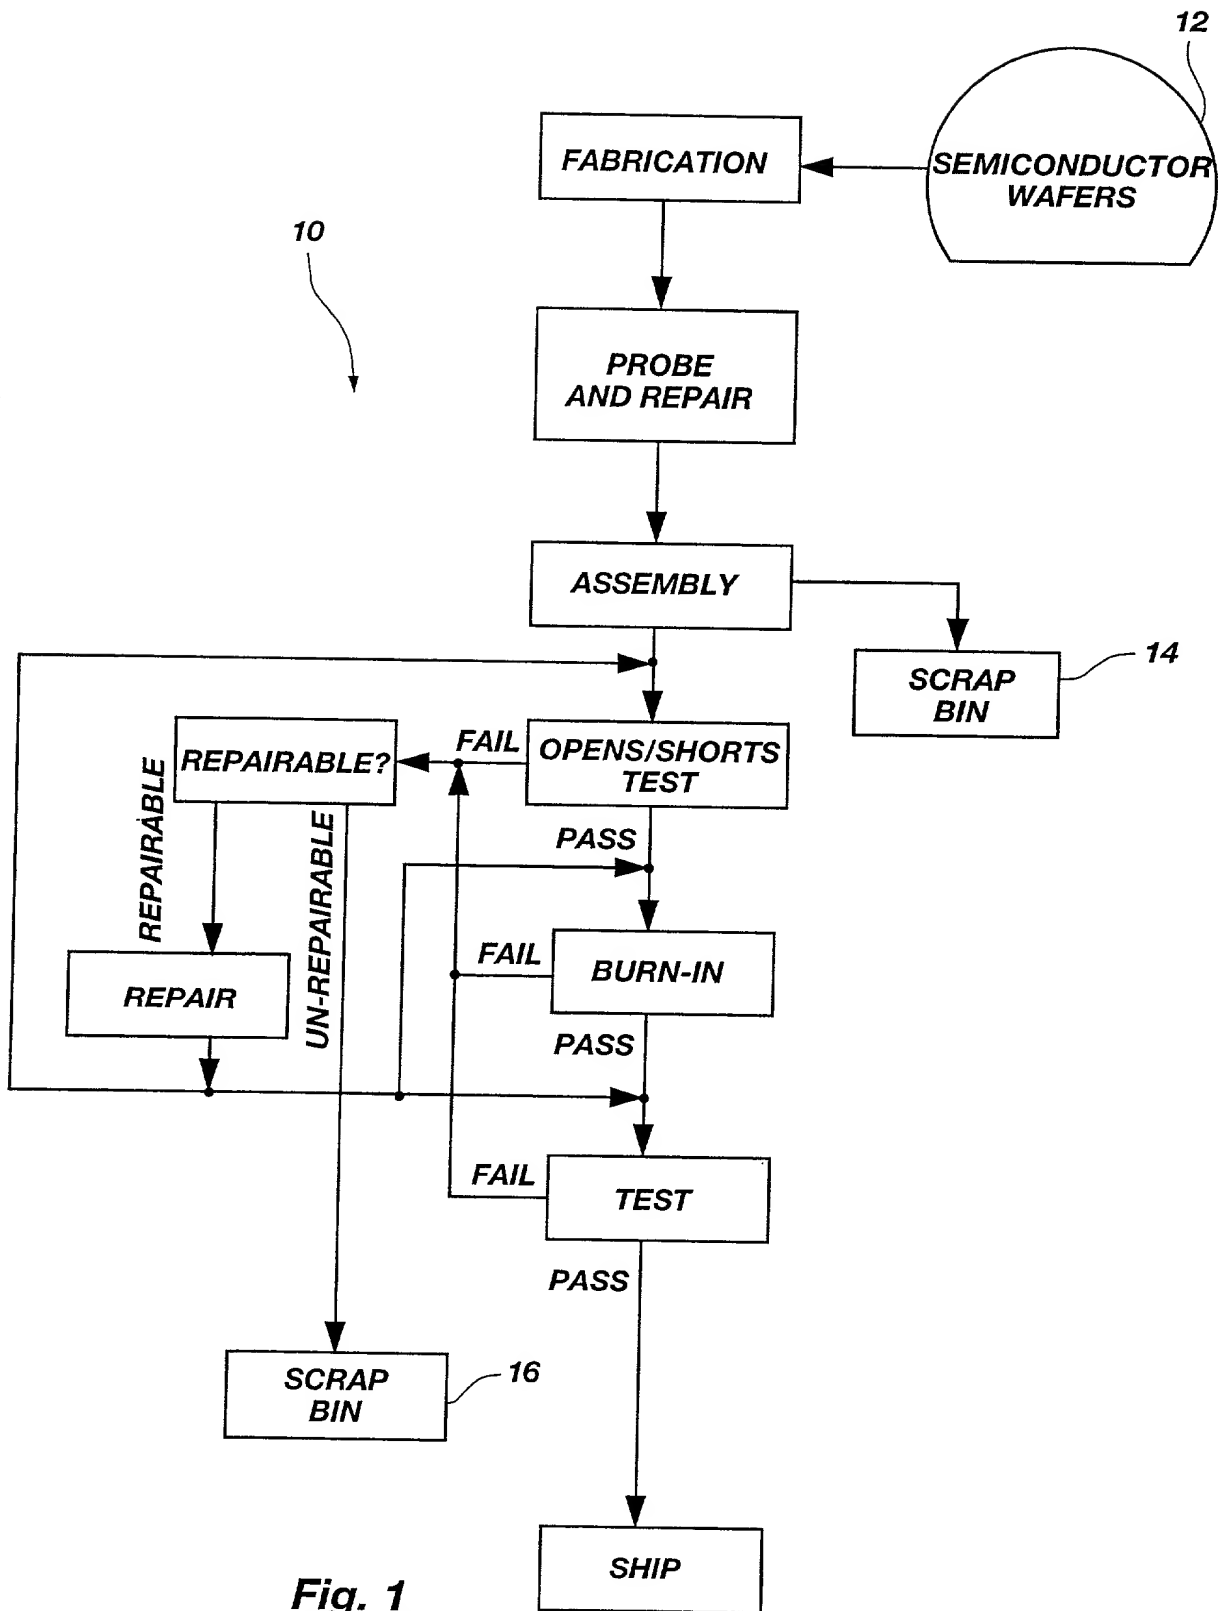 12
FABRICATION
SEMICONDUCTOR
WAFERS
10
PROBE
AND REPAIR
ASSEMBLY
14
SCRAP
BIN
REPAIRABLE?
FAIL
OPENS/SHORTS
TEST
REPAIRABLE
UN-REPAIRABLE
PASS
FAIL
BURN-IN
REPAIR
PASS
FAIL
TEST
PASS
SCRAP
BIN
16
SHIP
Fig. 1